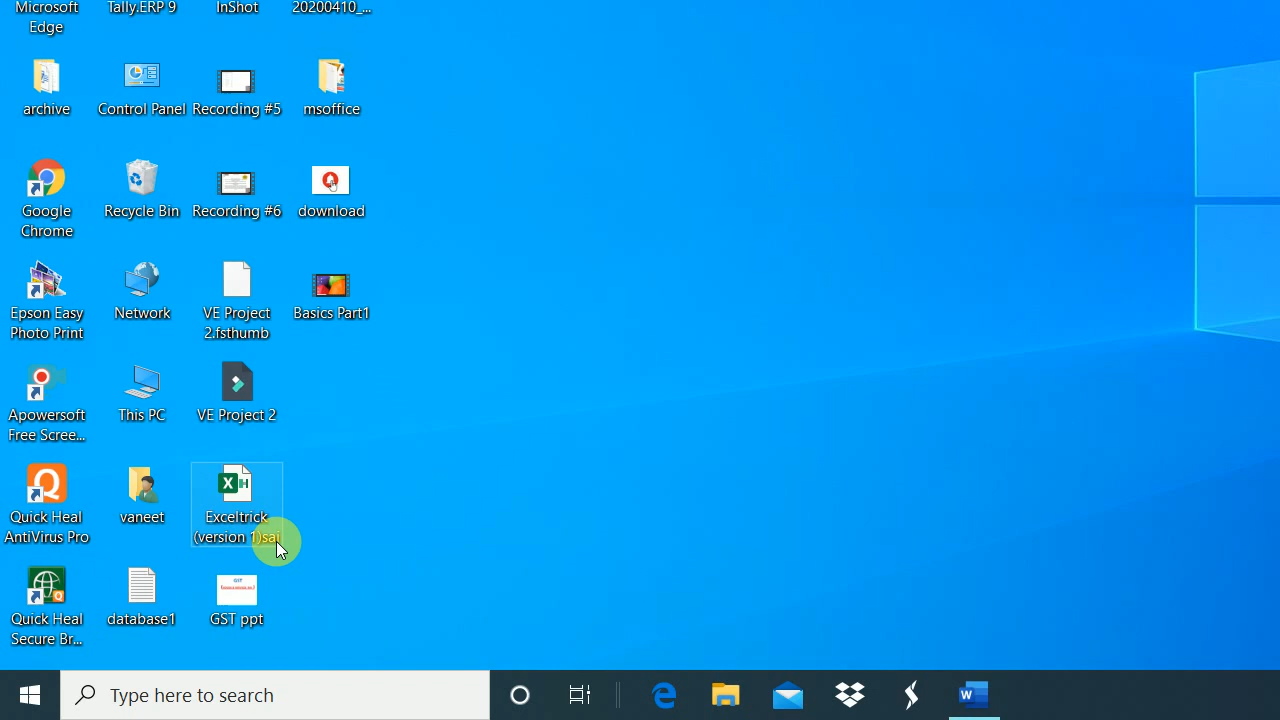 Microsoft
Edge
Tally.ERP 9
InShot
20200410_...
archive
Control Panel
Recording #5
msoffice
Google
Chrome
Recycle Bin
Recording #6
download
Epson Easy
Photo Print
Network
VE Project
2.fsthumb
Basics Part1
Apowersoft
Free Scree...
This PC
VE Project 2
Quick Heal
AntiVirus Pro
vaneet
Exceltrick
(version 1)sai
Quick Heal
Secure Br...
database1
GST ppt
Type here to search